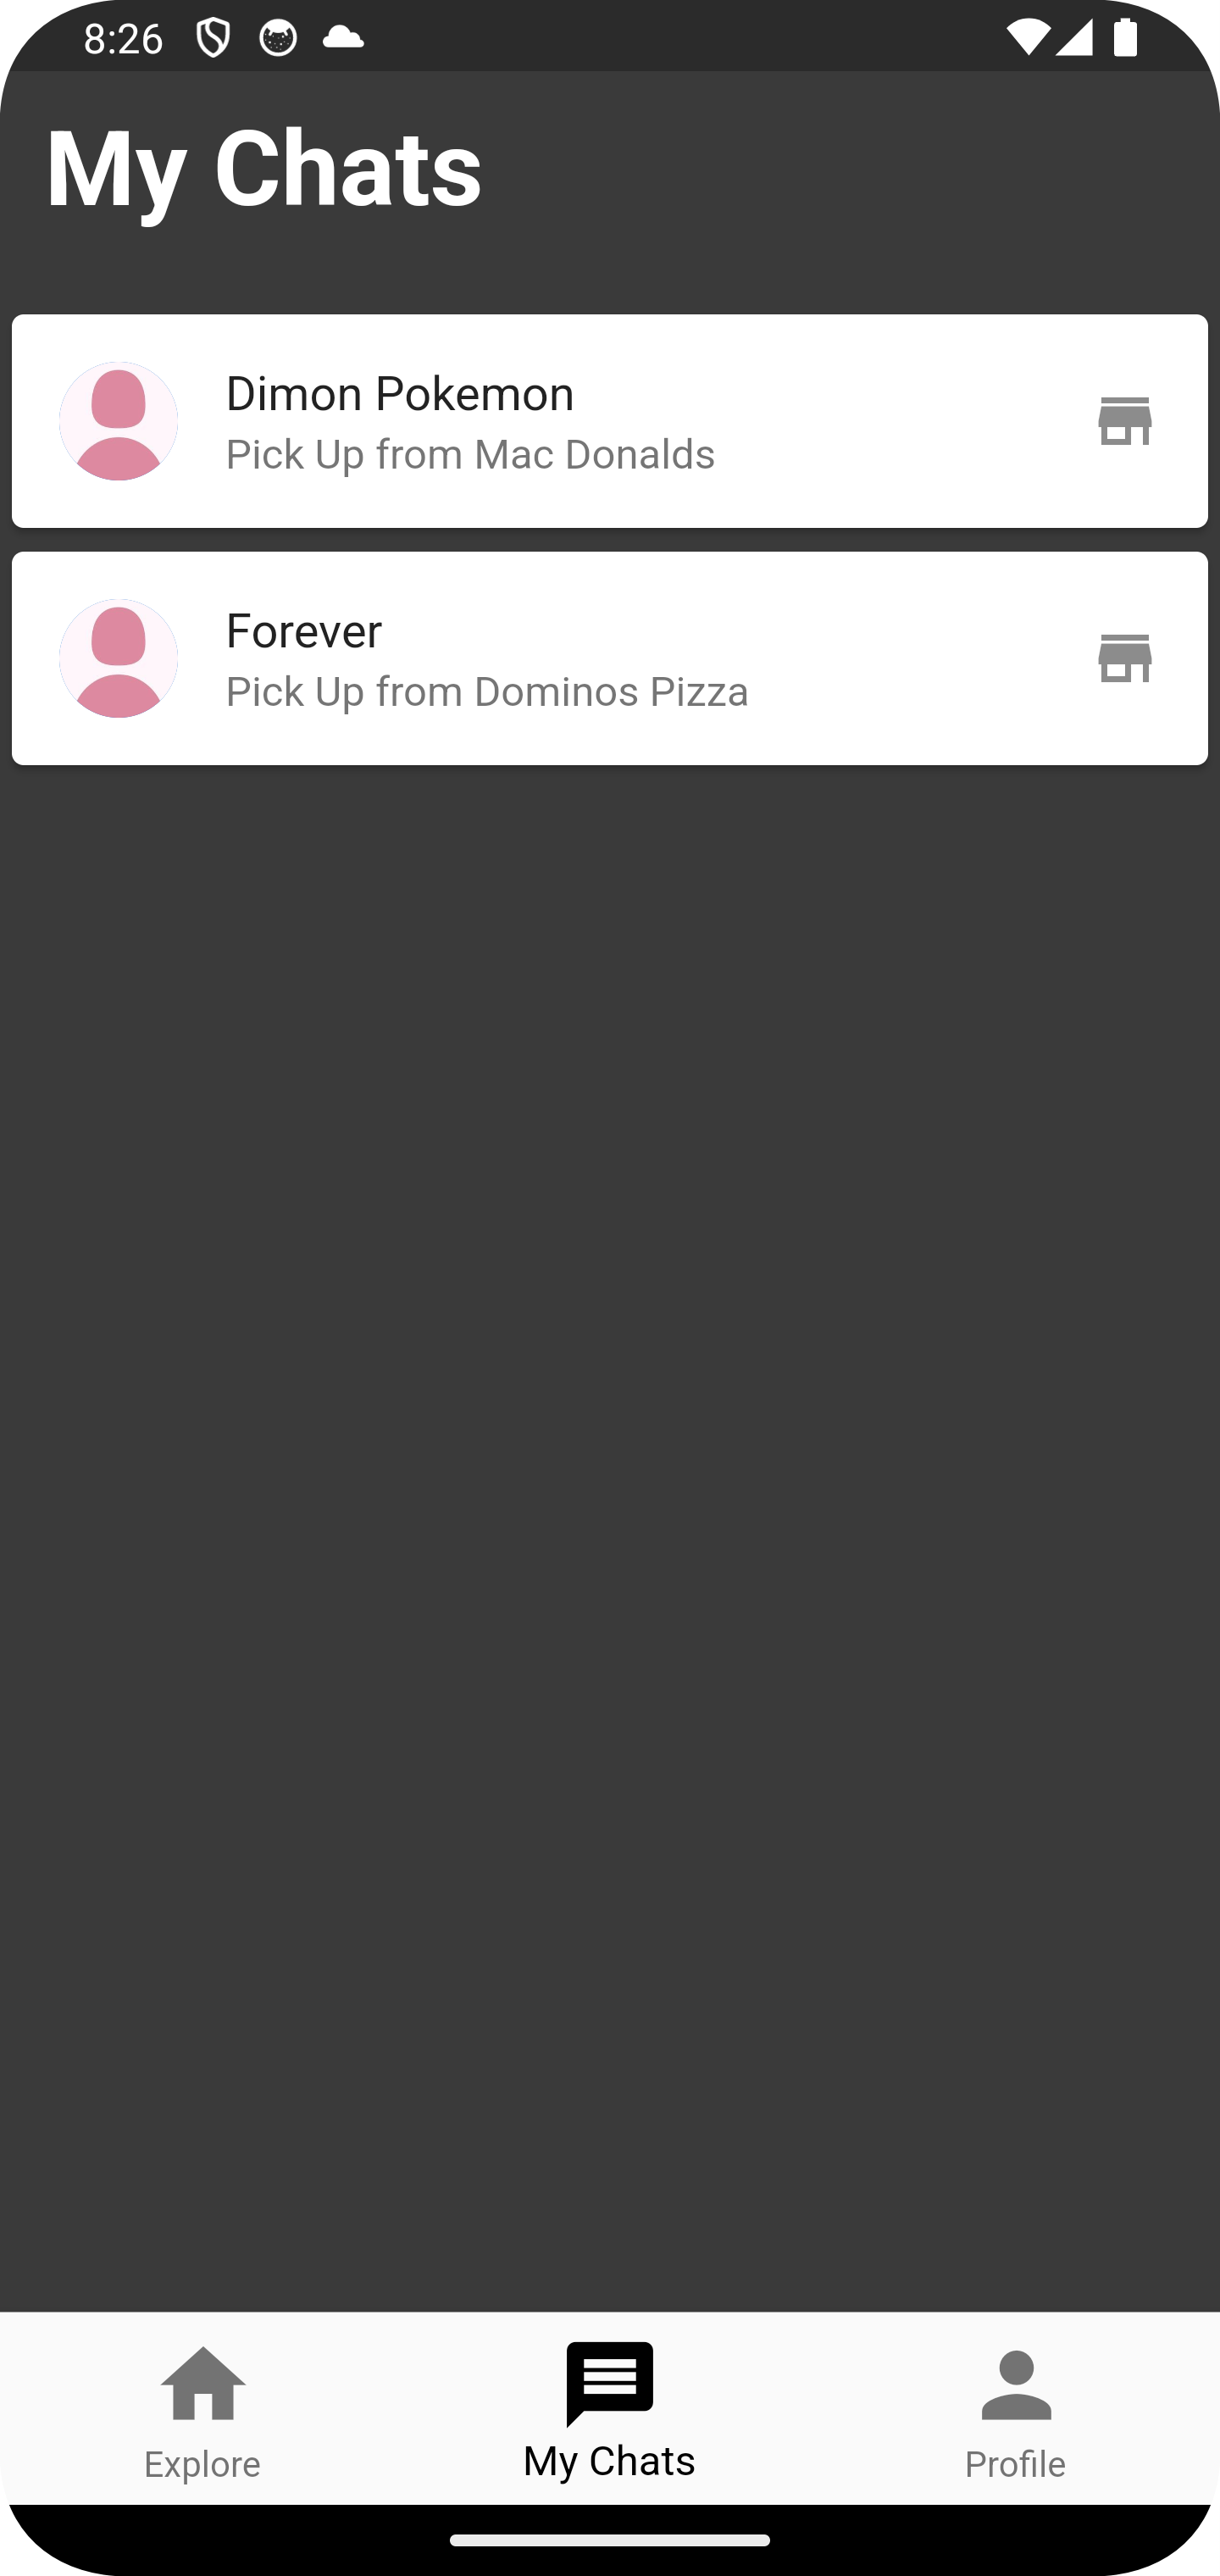 8:26
My Chats
Dimon Pokemon
Pick Up from Mac Donalds
Forever
Pick Up from Dominos Pizza
Explore
My Chats
Profile